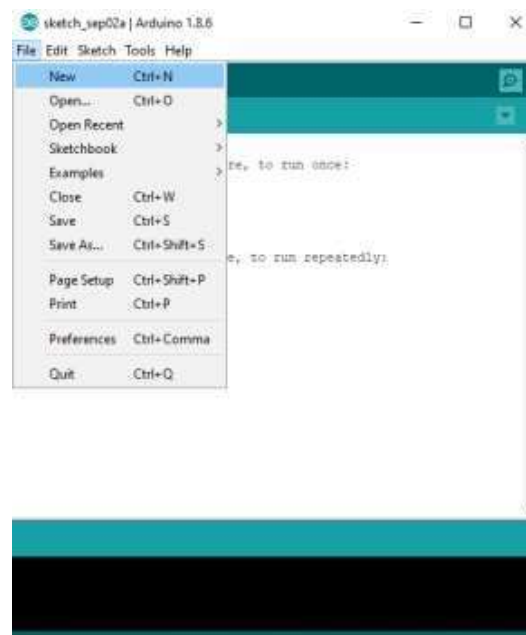 sketch_sep02a | Arduino 1.8.6
File Edit Sketch Tools Help
New Ctrl+N
Open... Ctrl+O
Open Recent
Sketchbook
Examples
re, to run once:
Close Ctrl+W
Save Ctrl+S
Save As... Ctrl+Shift+S
e, to run repeatedly:
Page Setup Ctrl+Shift+P
Print Ctrl+P
Preferences Ctrl+Comma
Quit Ctrl+Q